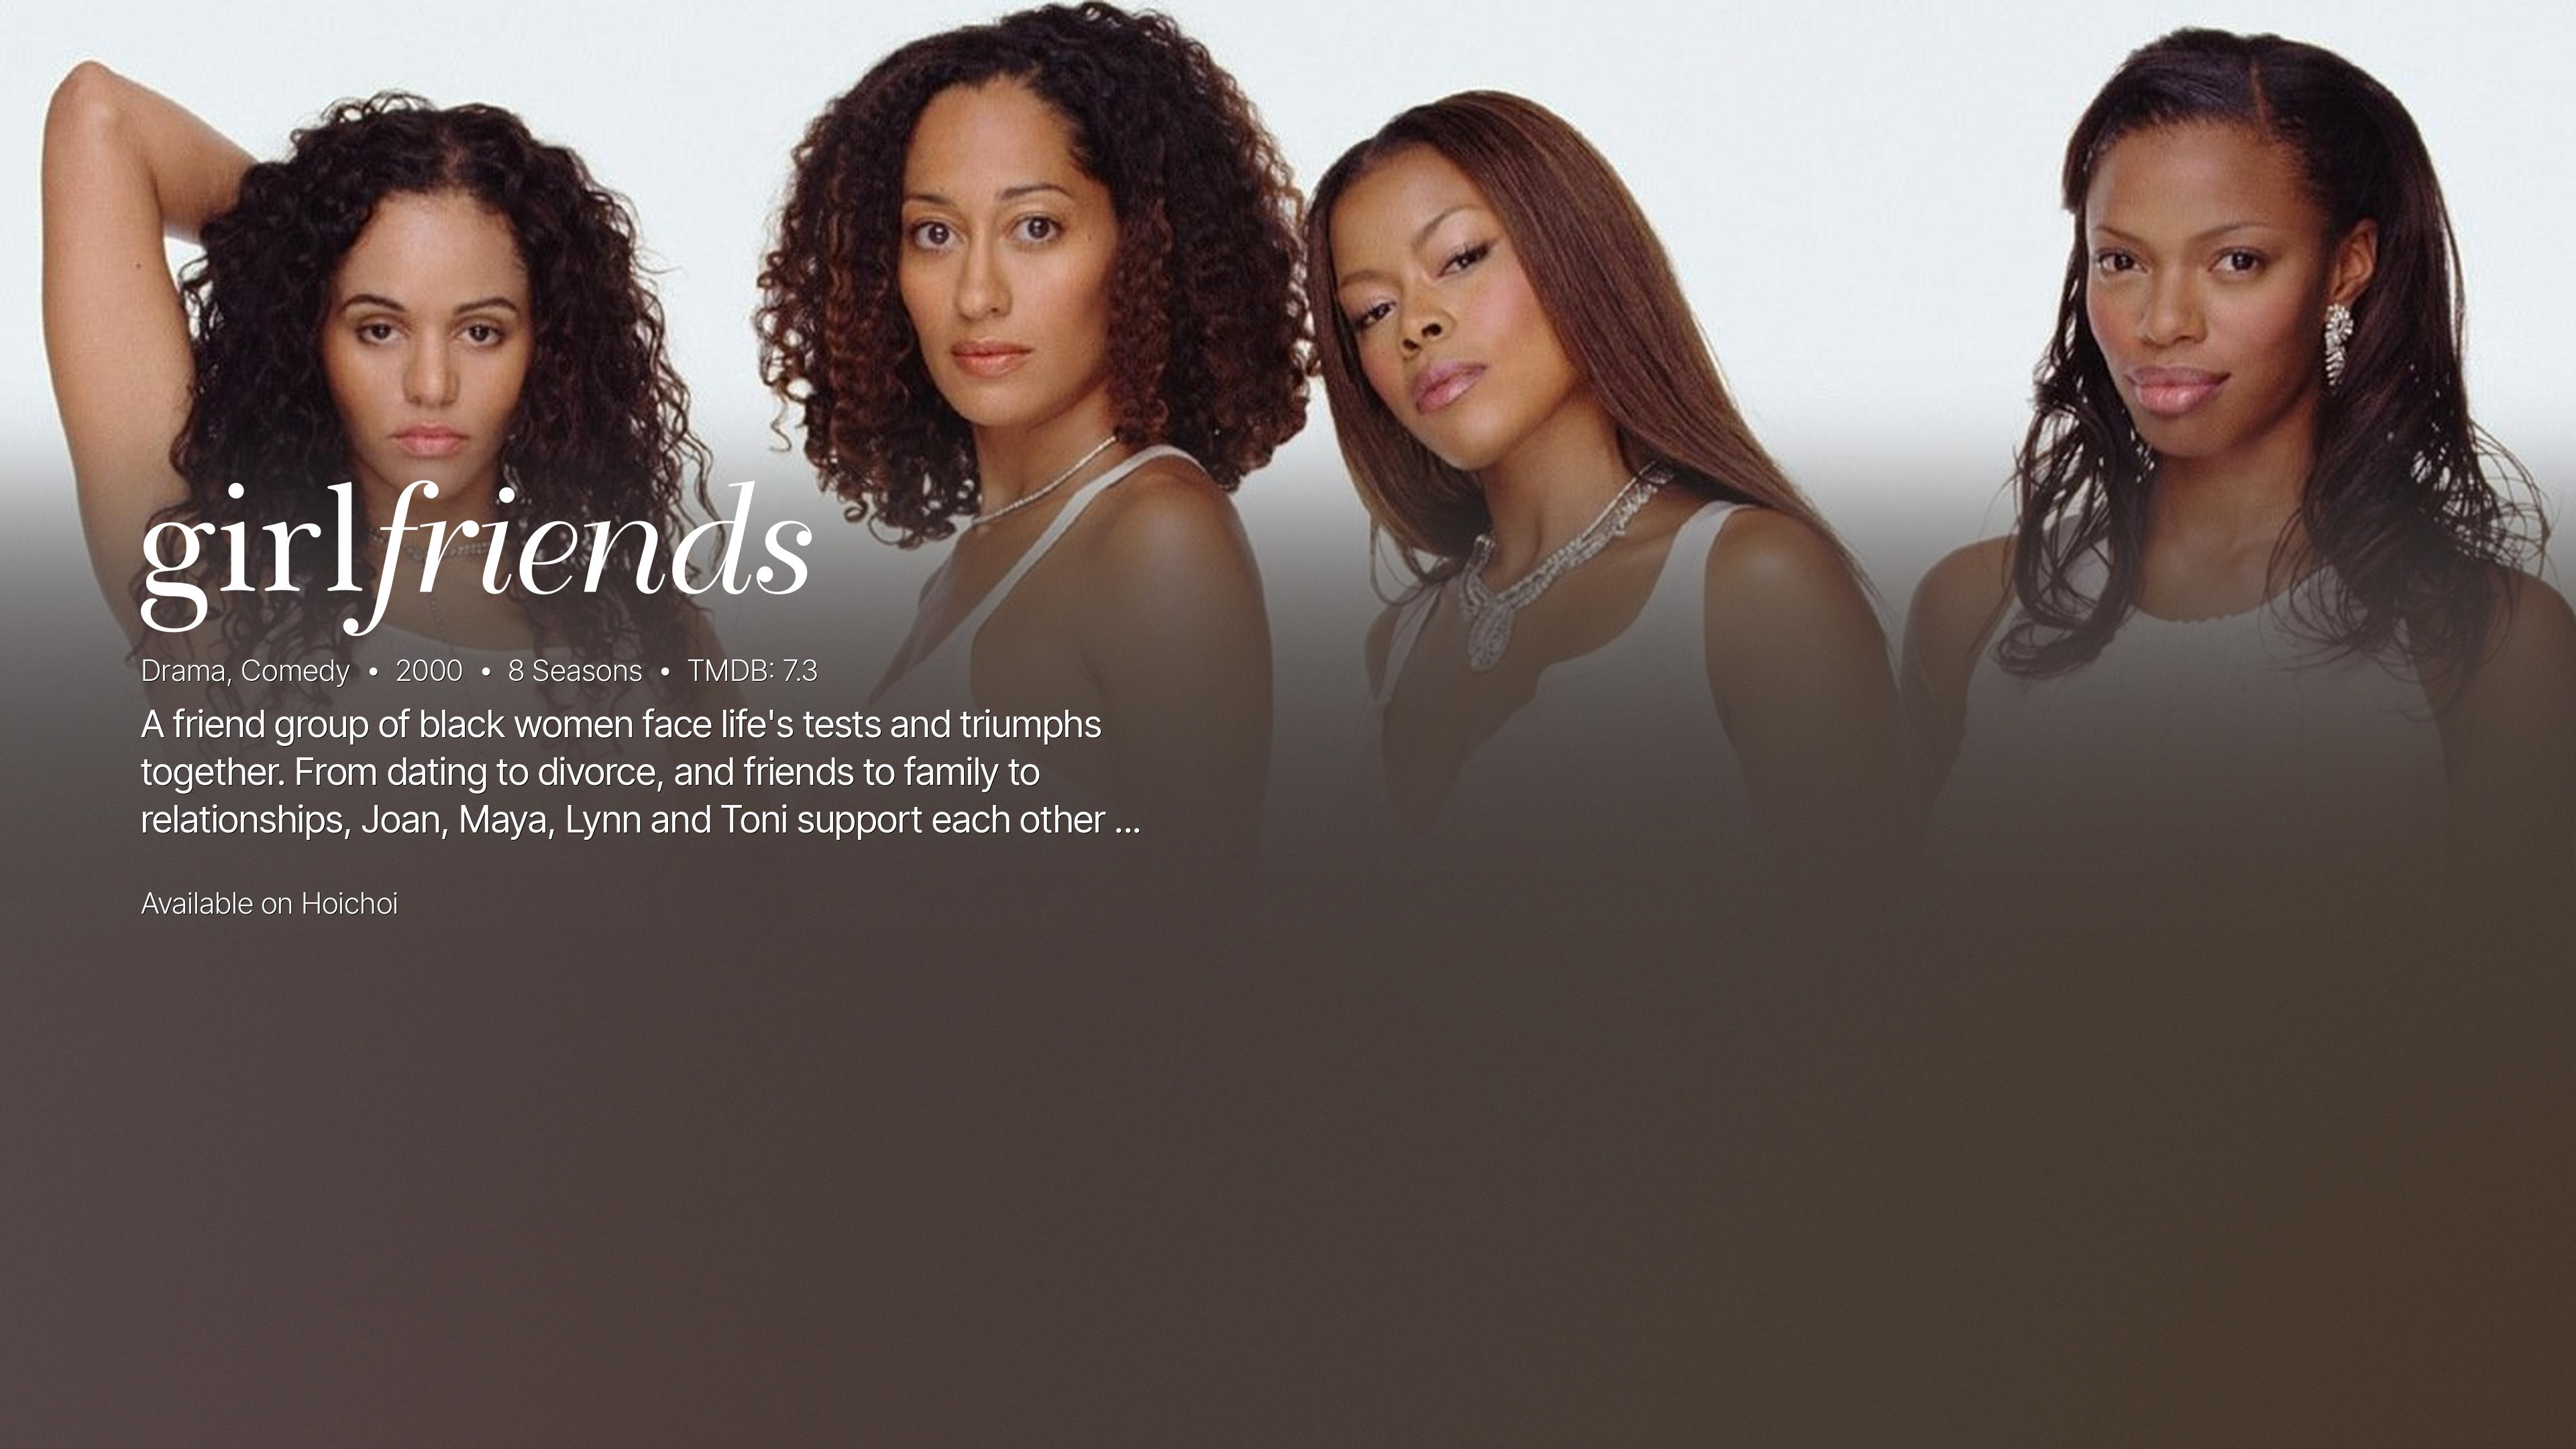 girlfriends
Drama, Comedy • 2000 • 8 Seasons • TMDB: 7.3
A friend group of black women face life's tests and triumphs
together. From dating to divorce, and friends to family to
relationships, Joan, Maya, Lynn and Toni support each other ...
Available on Hoichoi